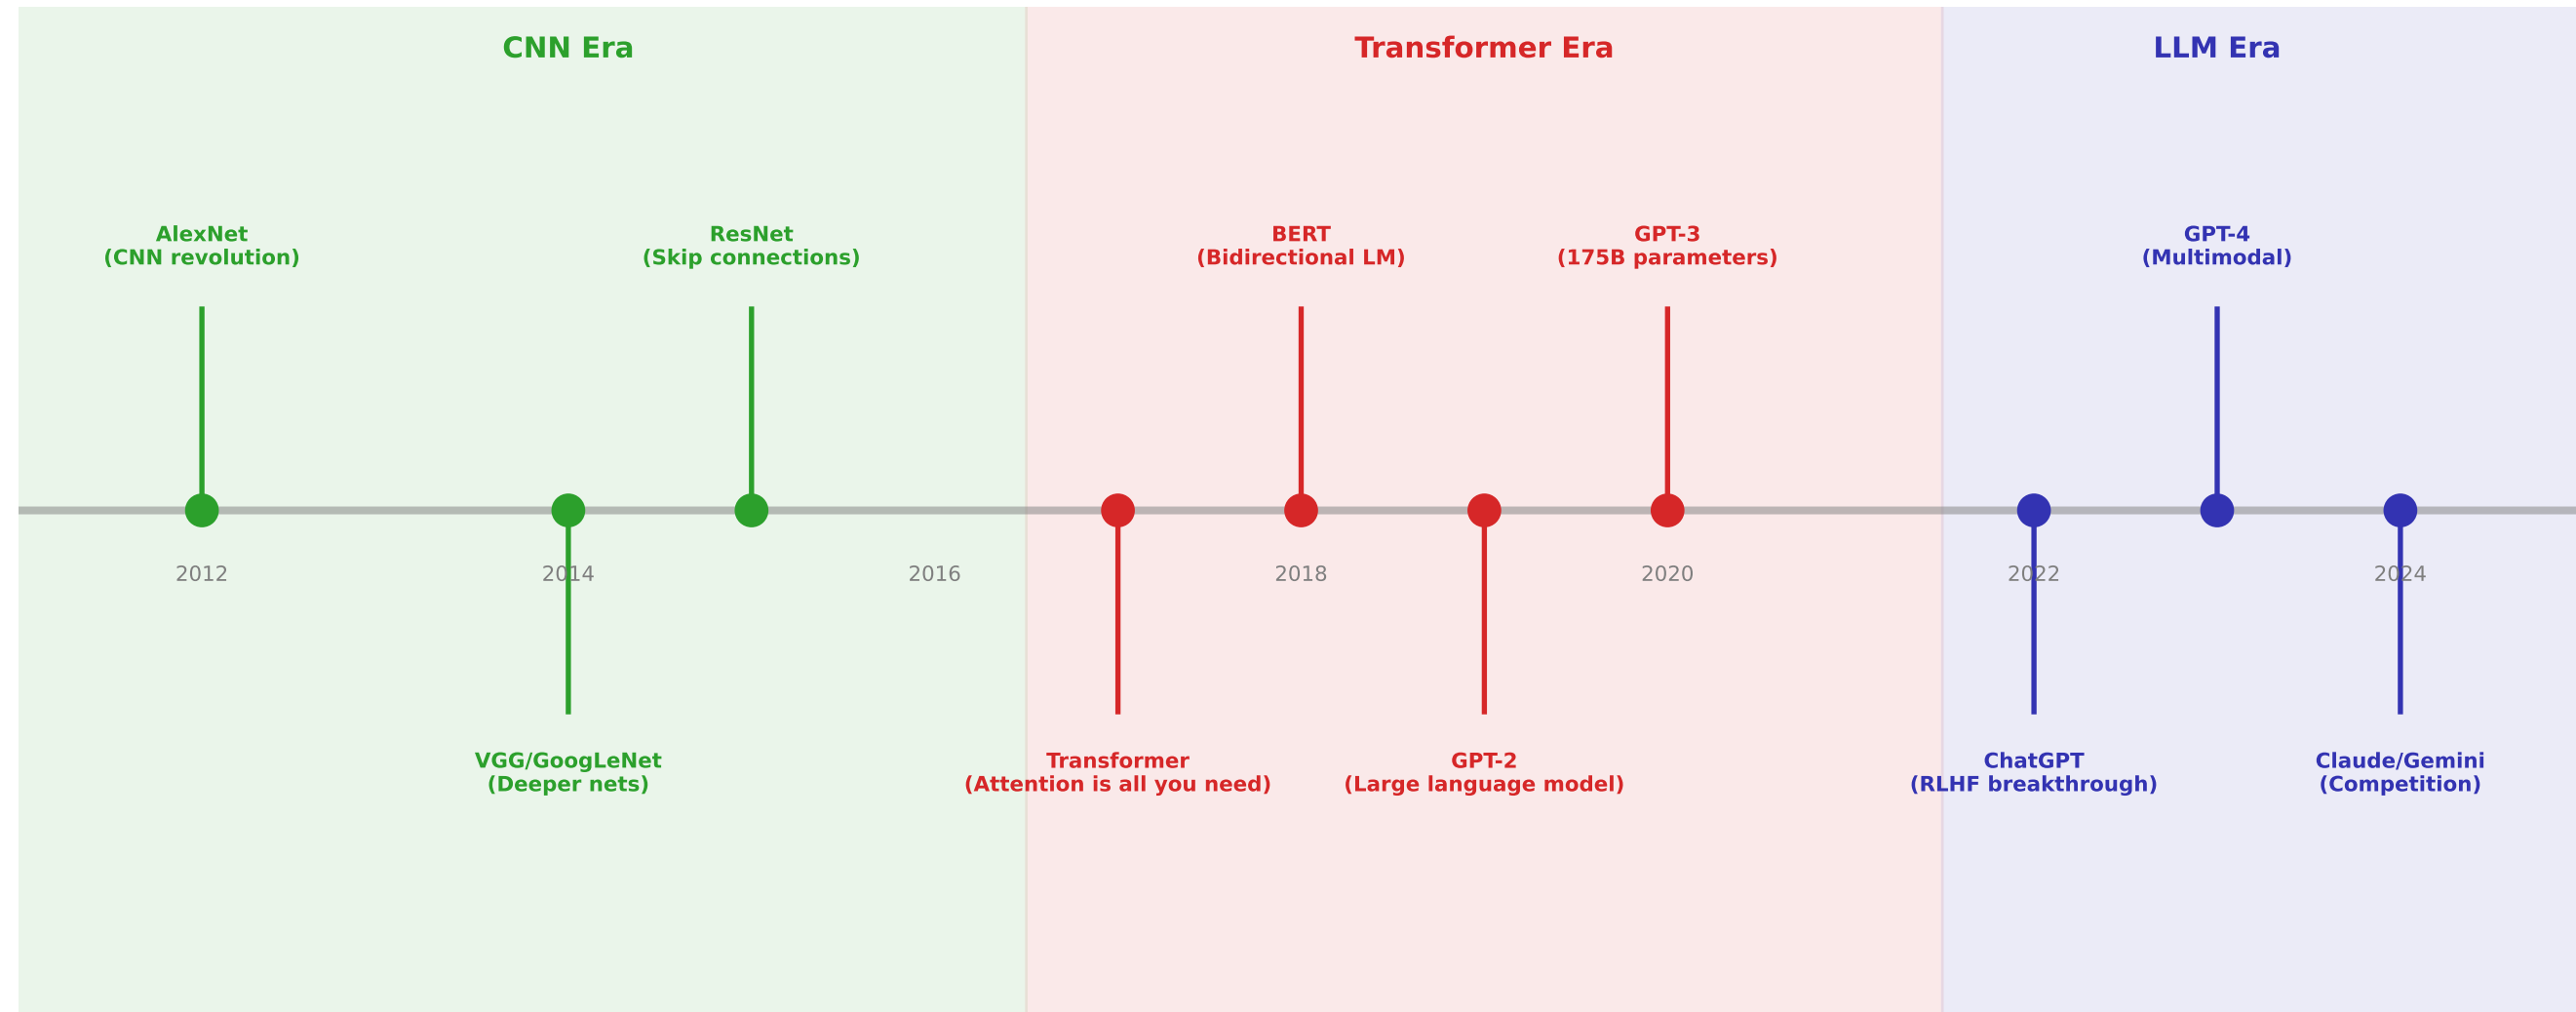 CNN Era
Transformer Era
LLM Era
AlexNet
(CNN revolution)
ResNet
(Skip connections)
BERT
(Bidirectional LM)
GPT-3
(175B parameters)
GPT-4
(Multimodal)
2012
2014
2016
2018
2020
2022
2024
VGG/GoogLeNet
(Deeper nets)
Transformer
(Attention is all you need)
GPT-2
(Large language model)
ChatGPT
(RLHF breakthrough)
Claude/Gemini
(Competition)